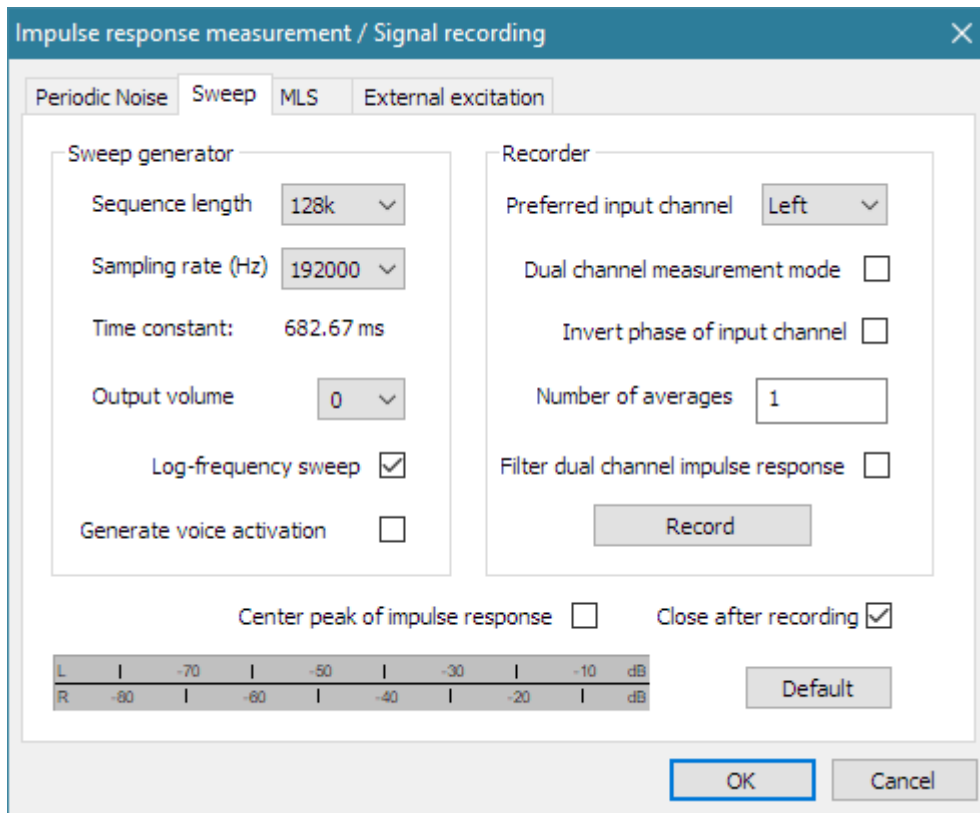 Impulse response measurement / Signal recording
Periodic Noise Sweep MLS External excitation
Sweep generator
Sequence length 128k
Sampling rate (Hz) 192000
Time constant: 682.67 ms
Output volume 0
Log-frequency sweep
Generate voice activation
Recorder
Preferred input channel Left
Dual channel measurement mode
Invert phase of input channel
Number of averages 1
Filter dual channel impulse response
Record
Center peak of impulse response Close after recording
L -70 -50 -30 -10 dB
R -80 -60 -40 -20 dB
Default
OK Cancel